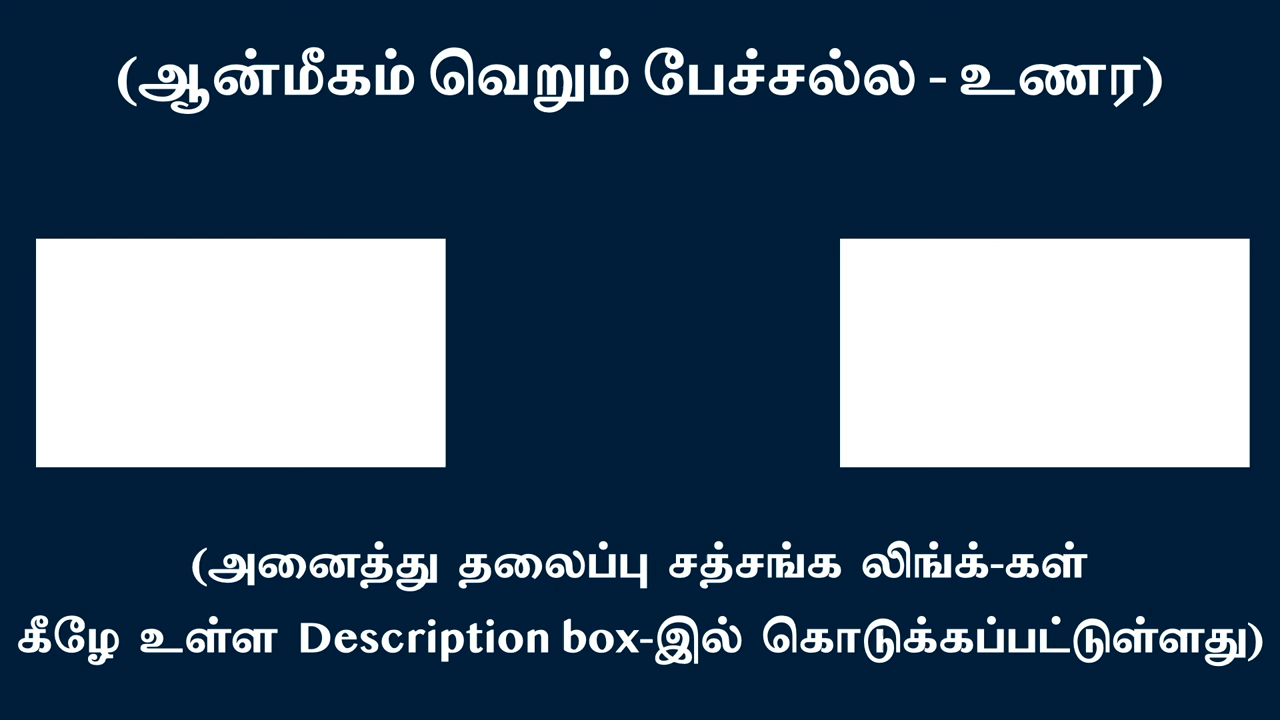 (ஆன்மீகம் வெறும் பேச்சல்ல - உணர)
(அனைத்து தலைப்பு சத்சங்க லிங்க்-கள்
கீழே உள்ள Description box-இல் கொடுக்கப்பட்டுள்ளது)